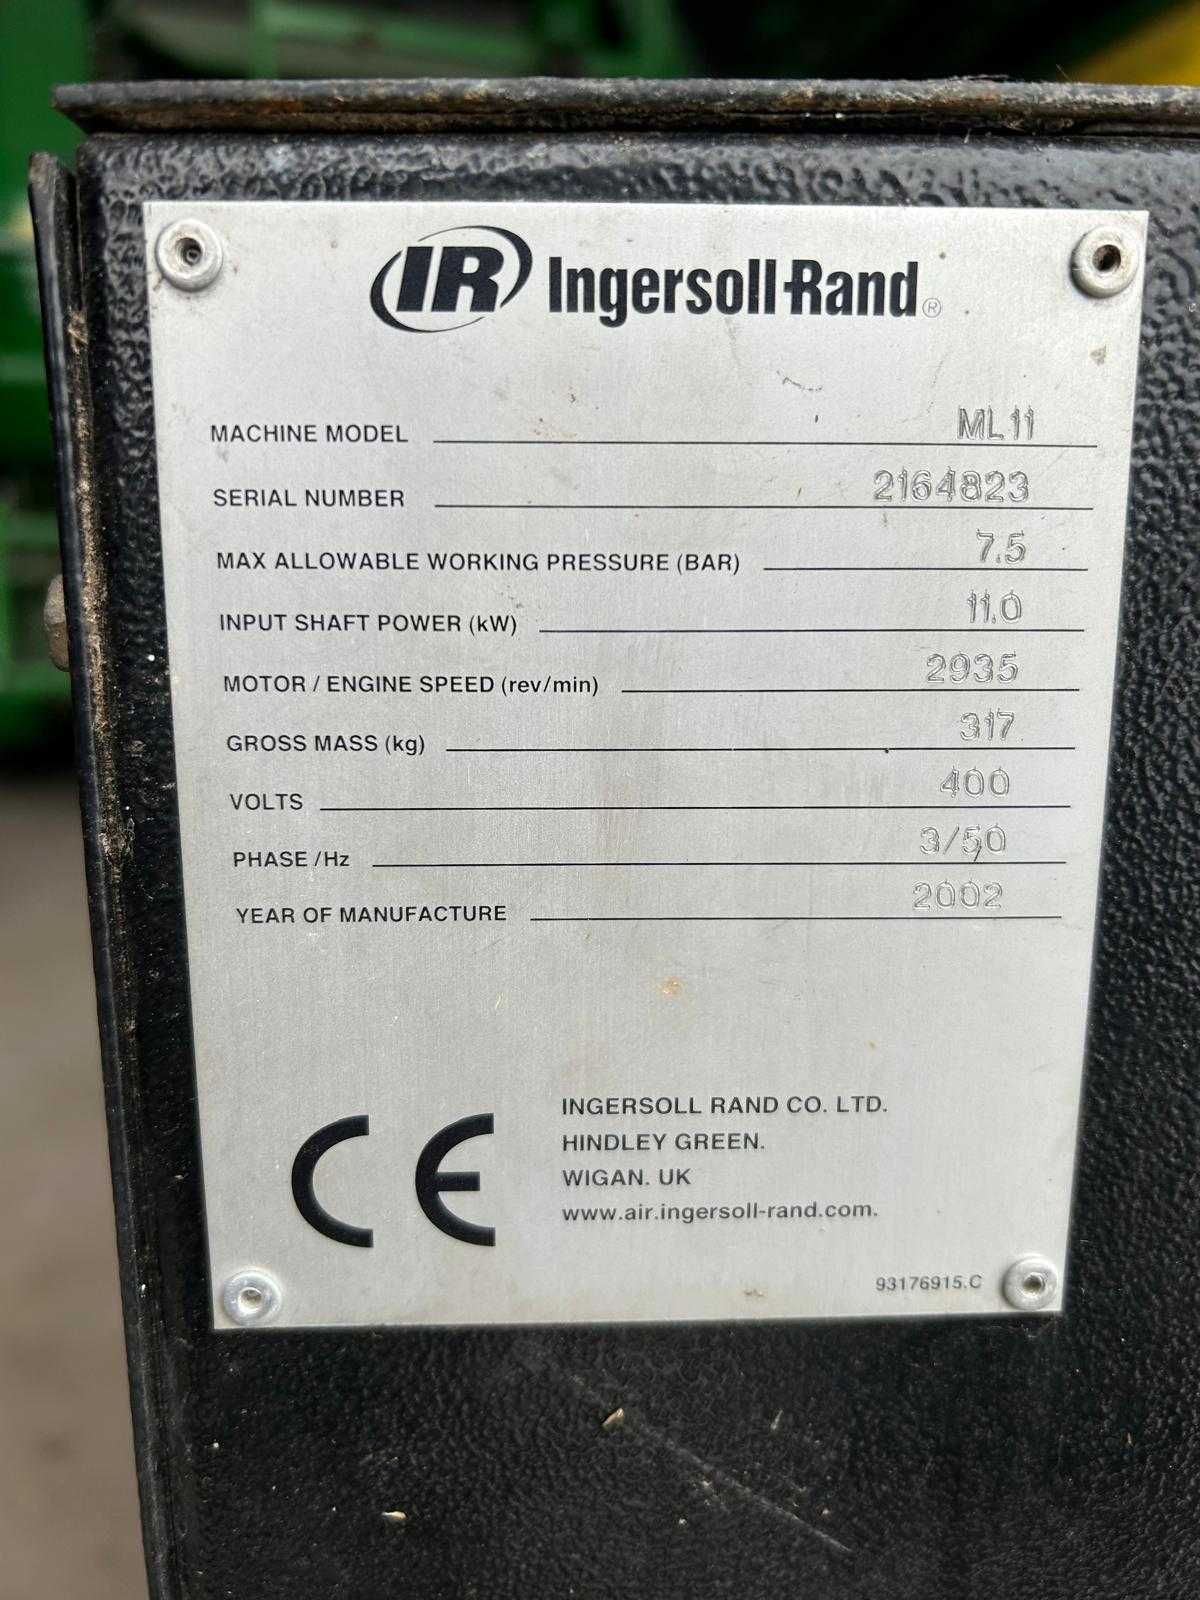 IR Ingersoll-Rand®
MACHINE MODEL ML11
SERIAL NUMBER 2164823
MAX ALLOWABLE WORKING PRESSURE (BAR) 7.5
INPUT SHAFT POWER (kW) 11.0
MOTOR / ENGINE SPEED (rev/min) 2935
GROSS MASS (kg) 317
VOLTS 400
PHASE /Hz 3/50
YEAR OF MANUFACTURE 2002
CE
INGERSOLL RAND CO. LTD.
HINDLEY GREEN.
WIGAN. UK
www.air.ingersoll-rand.com.
93176915.C